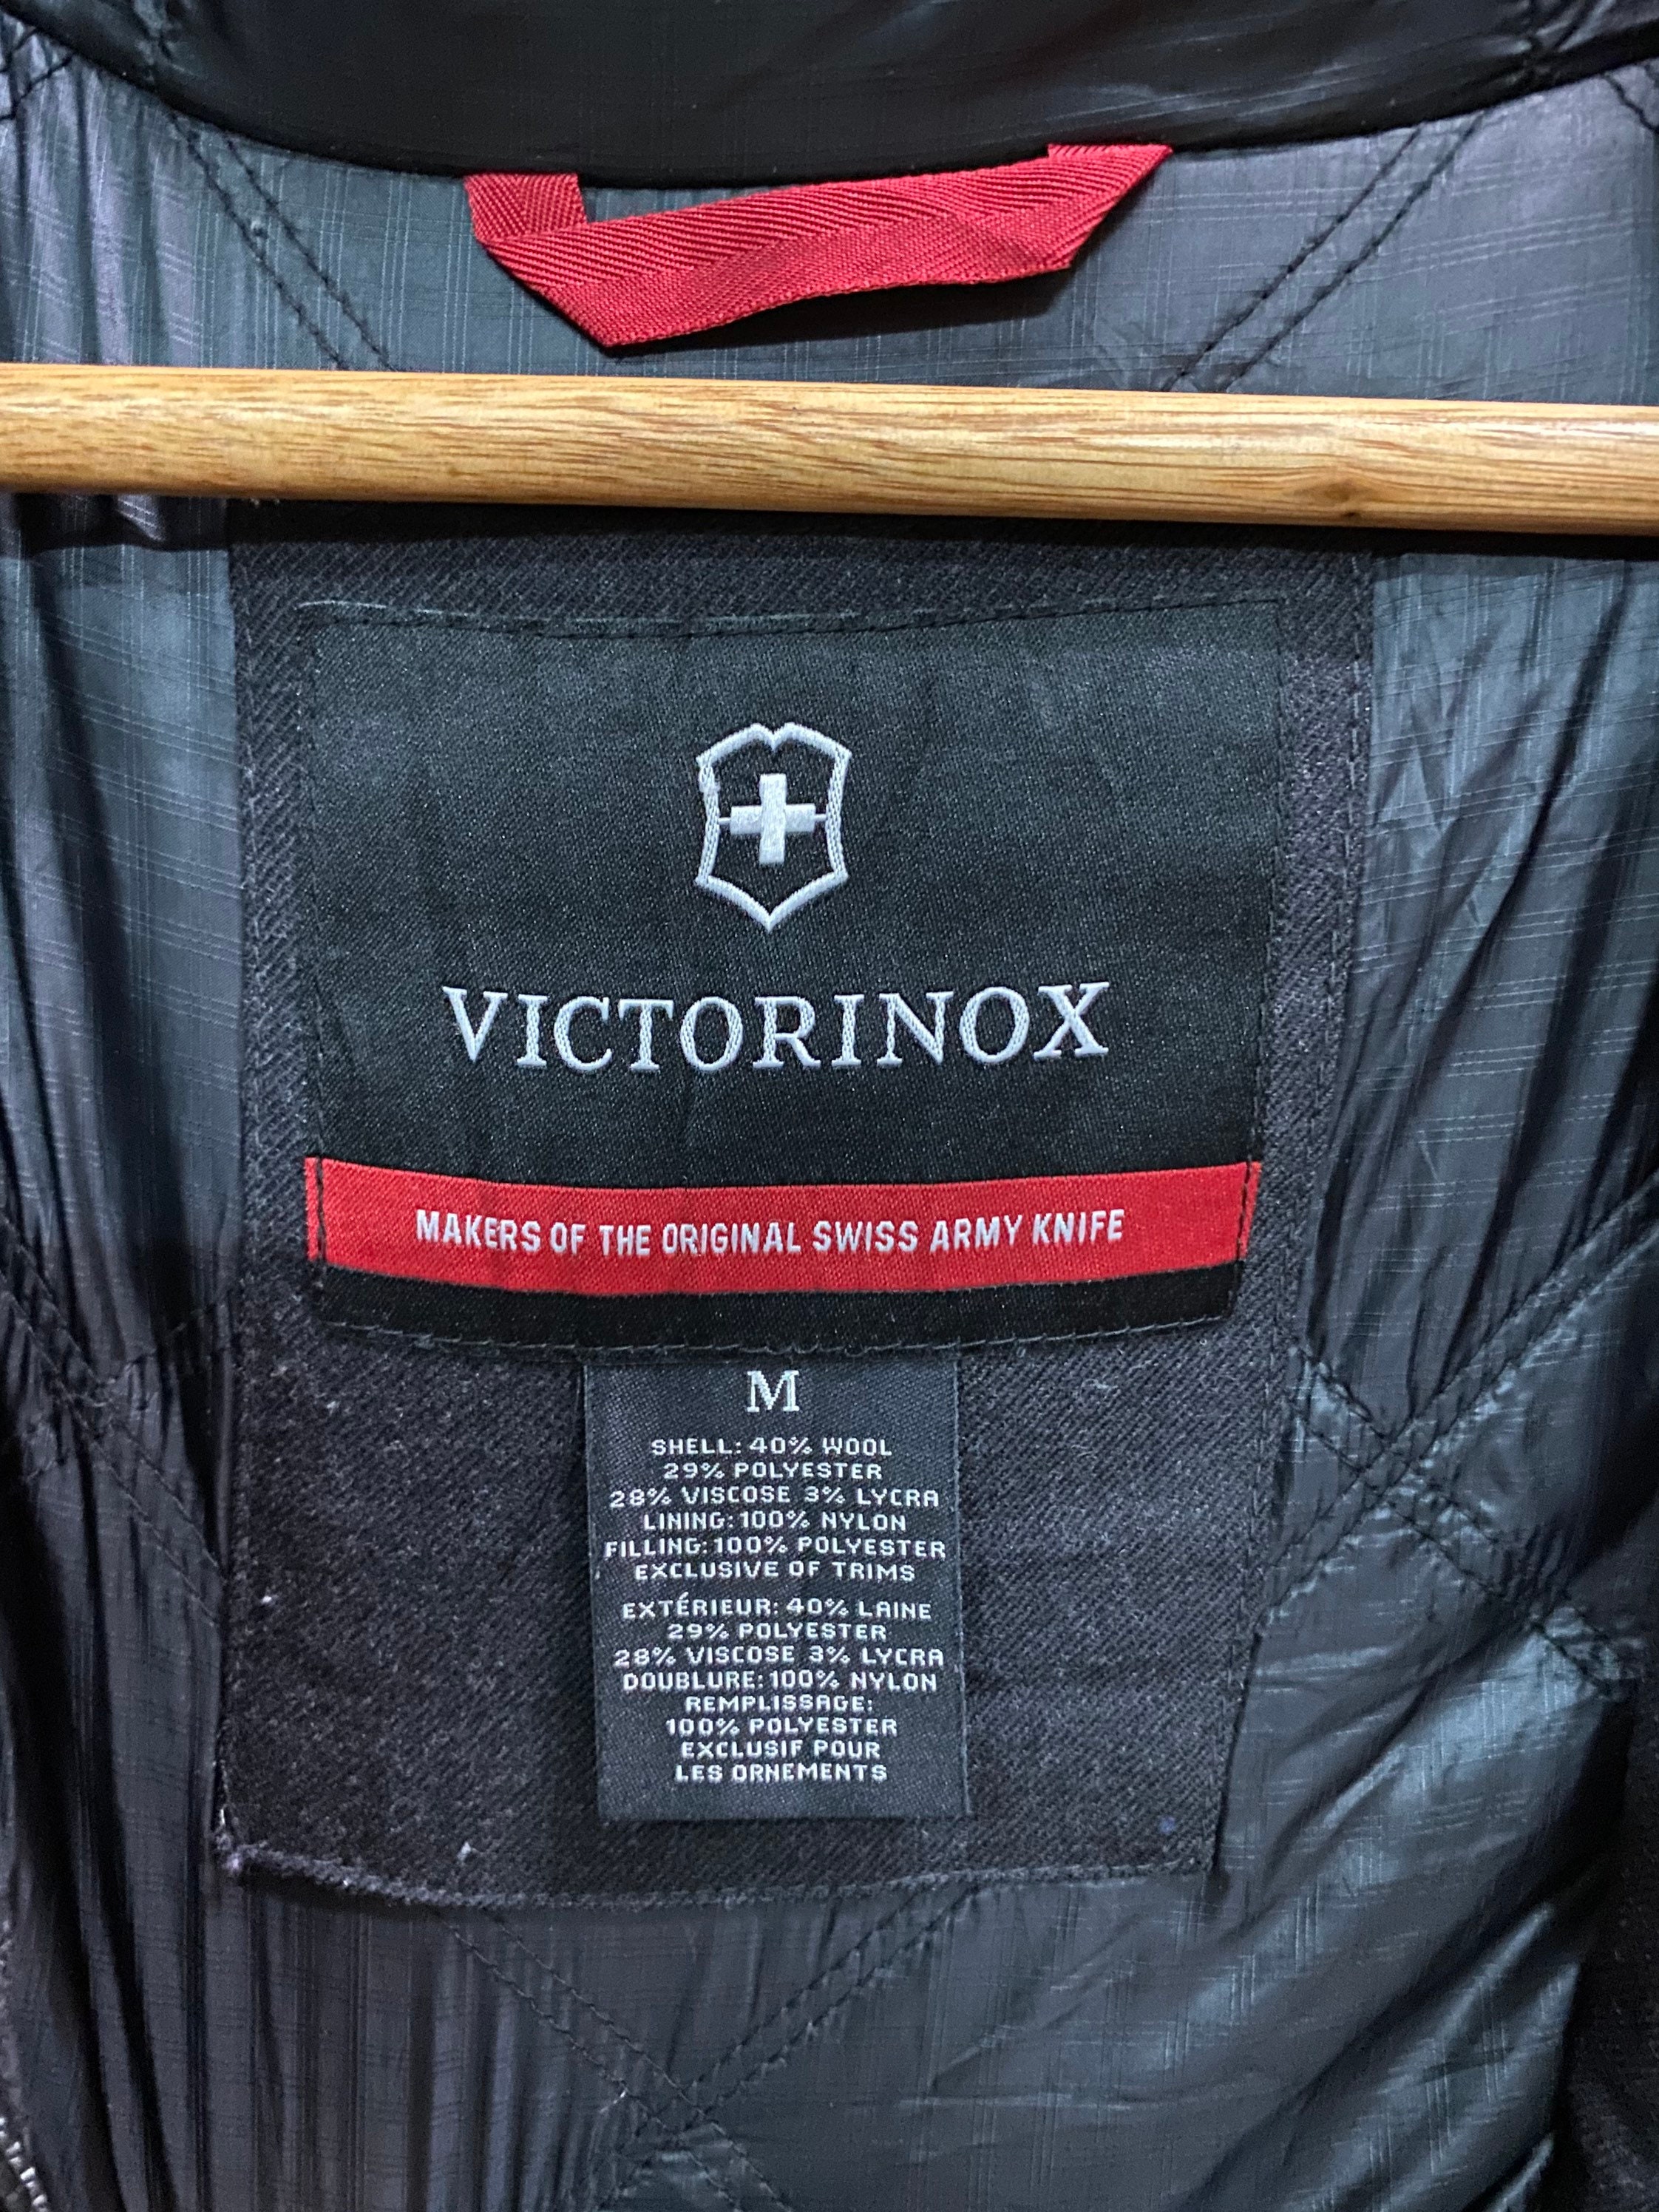 VICTORINOX
MAKERS OF THE ORIGINAL SWISS ARMY KNIFE
M
SHELL: 40% WOOL
29% POLYESTER
28% VISCOSE 3% LYCRA
LINING: 100% NYLON
FILLING: 100% POLYESTER
EXCLUSIVE OF TRIMS
EXTÉRIEUR: 40% LAINE
29% POLYESTER
28% VISCOSE 3% LYCRA
DOUBLURE: 100% NYLON
REMPLISSAGE:
100% POLYESTER
EXCLUSIF POUR
LES ORNEMENTS